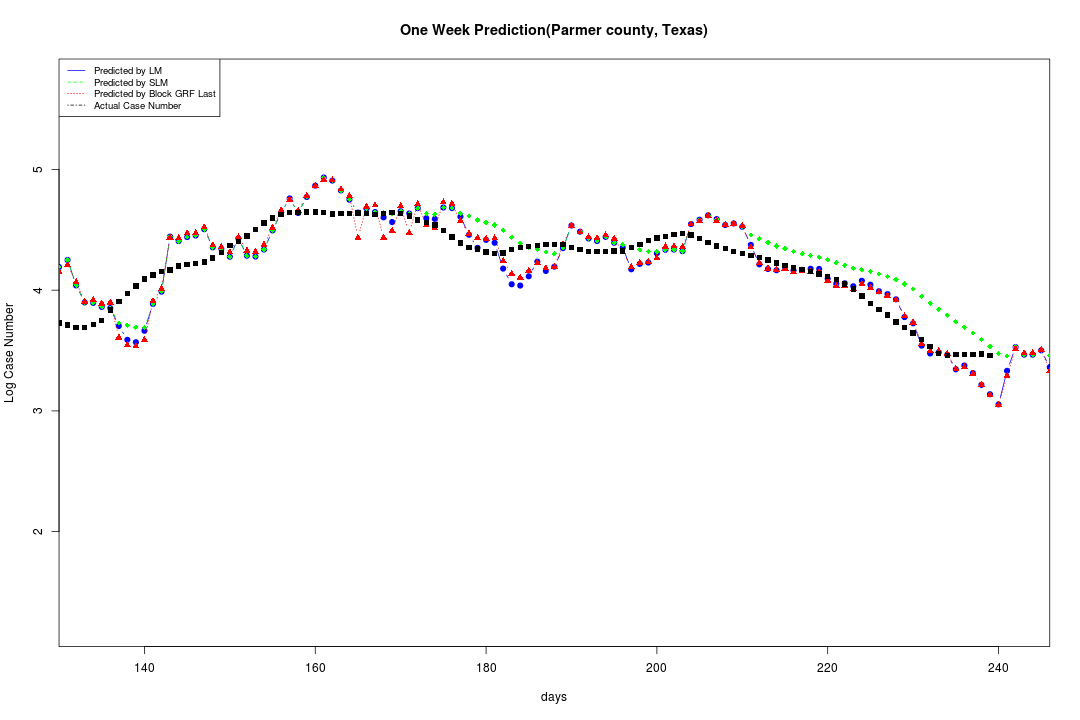 One Week Prediction(Parmer county, Texas)
Predicted by LM
Predicted by SLM
Predicted by Block GRF Last
Actual Case Number
Log Case Number
5
4
3
2
140 160 180 200 220 240
days